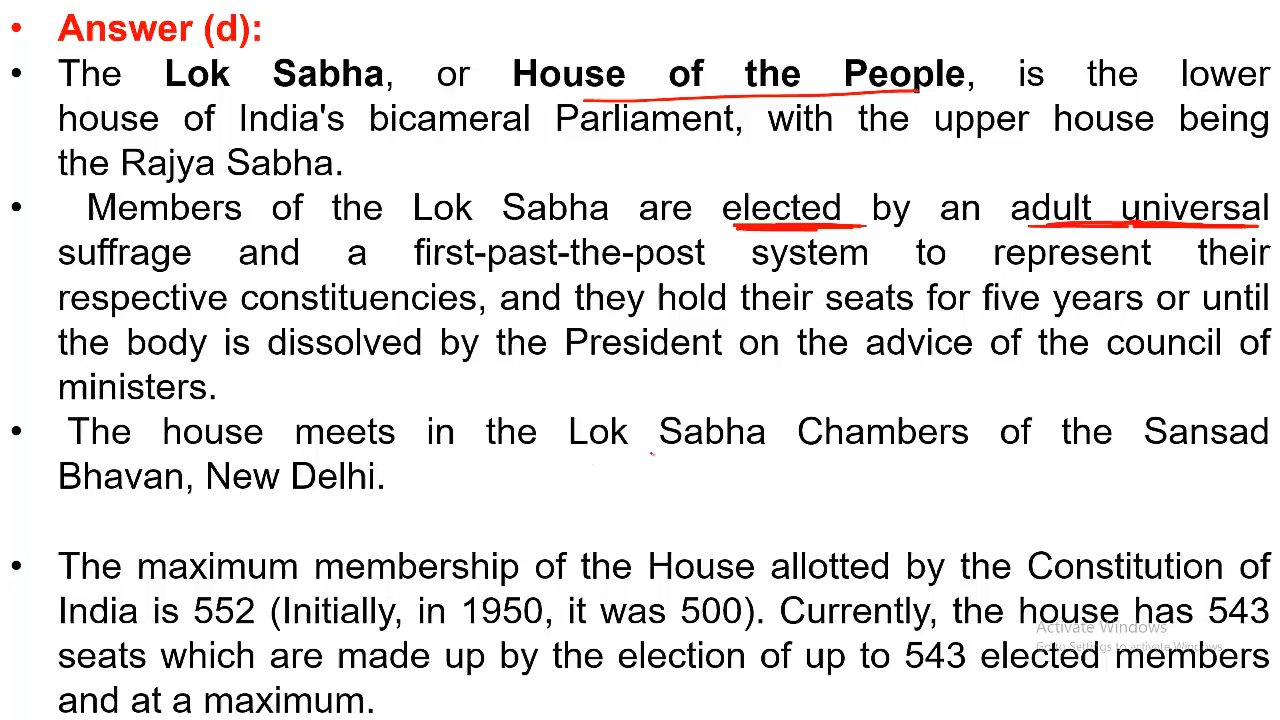 • Answer (d):
• The Lok Sabha, or House of the People, is the lower
house of India's bicameral Parliament, with the upper house being
the Rajya Sabha.
• Members of the Lok Sabha are elected by an adult universal
suffrage and a first-past-the-post system to represent their
respective constituencies, and they hold their seats for five years or until
the body is dissolved by the President on the advice of the council of
ministers.
• The house meets in the Lok Sabha Chambers of the Sansad
Bhavan, New Delhi.
• The maximum membership of the House allotted by the Constitution of
India is 552 (Initially, in 1950, it was 500). Currently, the house has 543
Activate Windows
Go to Settings to activate Windows.
seats which are made up by the election of up to 543 elected members
and at a maximum.